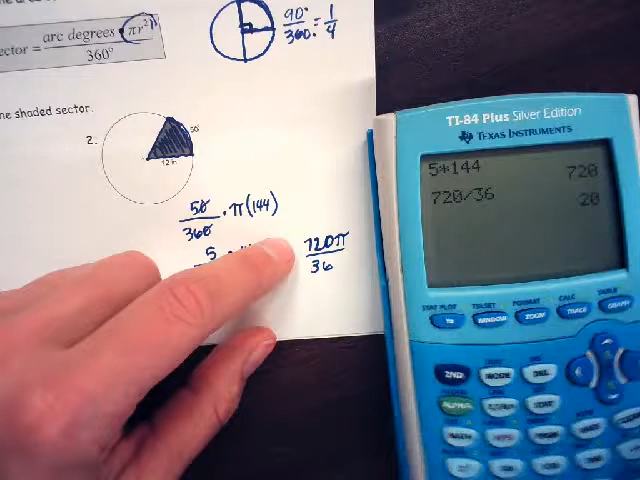 90°
360° = 1
4
arc degrees • πr²
ector =
360°
he shaded sector.
2.
50°
12 in
50 · π(144)
360
5
720π
36
TI-84 Plus Silver Edition
TEXAS INSTRUMENTS
5*144
720
720/36
20
STAT PLOT TBLSET FORMAT CALC TABLE
Y= WINDOW ZOOM TRACE GRAPH
2ND MODE DEL
ALPHA STAT
MATH